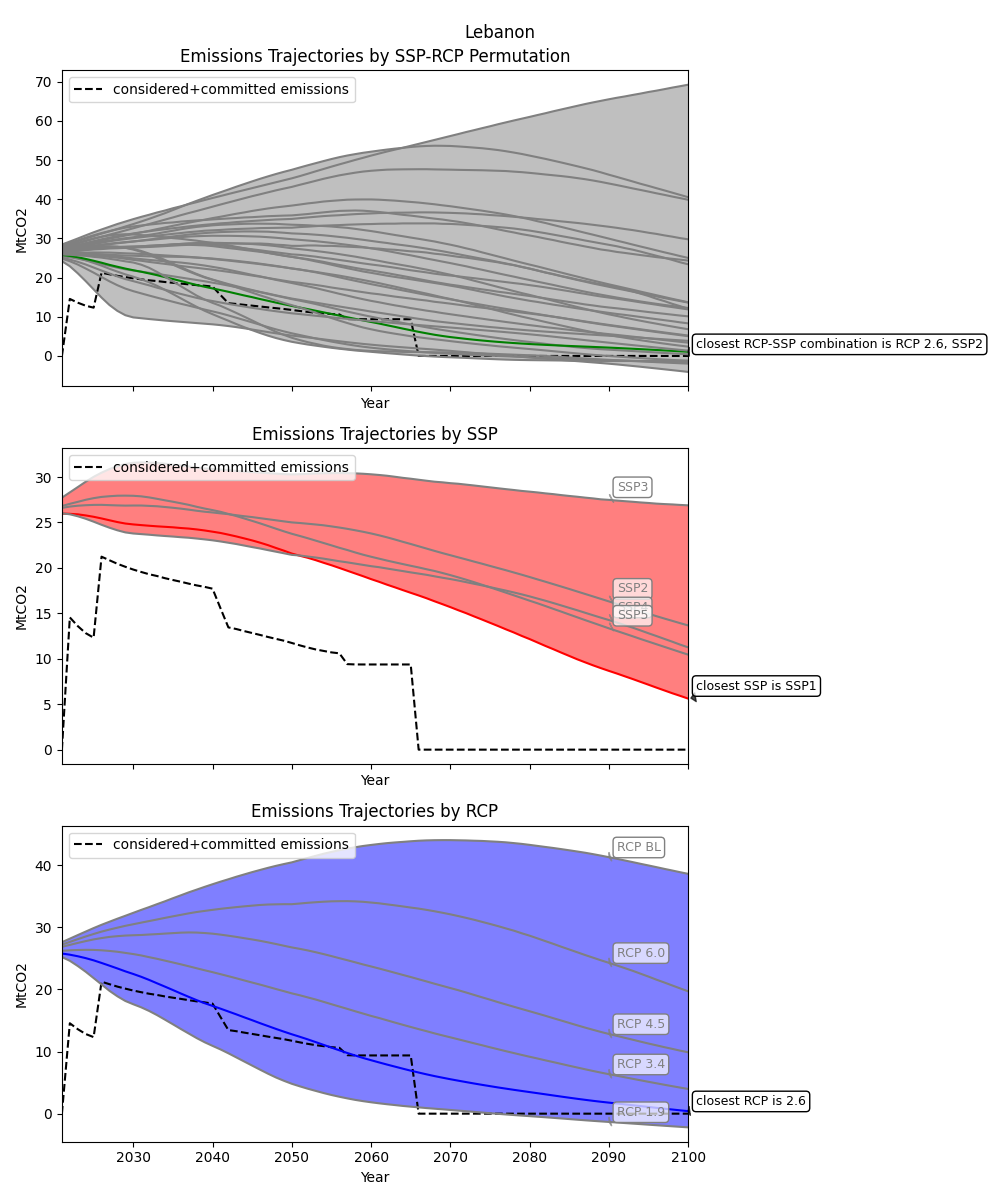 Lebanon
Emissions Trajectories by SSP-RCP Permutation
considered+committed emissions
70
60
50
40
30
20
10
0
MtCO2
Year
closest RCP-SSP combination is RCP 2.6, SSP2
Emissions Trajectories by SSP
considered+committed emissions
30
25
20
15
10
5
0
MtCO2
Year
SSP3
SSP2
SSP4
SSP5
closest SSP is SSP1
Emissions Trajectories by RCP
considered+committed emissions
40
30
20
10
0
MtCO2
RCP BL
RCP 6.0
RCP 4.5
RCP 3.4
RCP 1.9
closest RCP is 2.6
2030 2040 2050 2060 2070 2080 2090 2100
Year